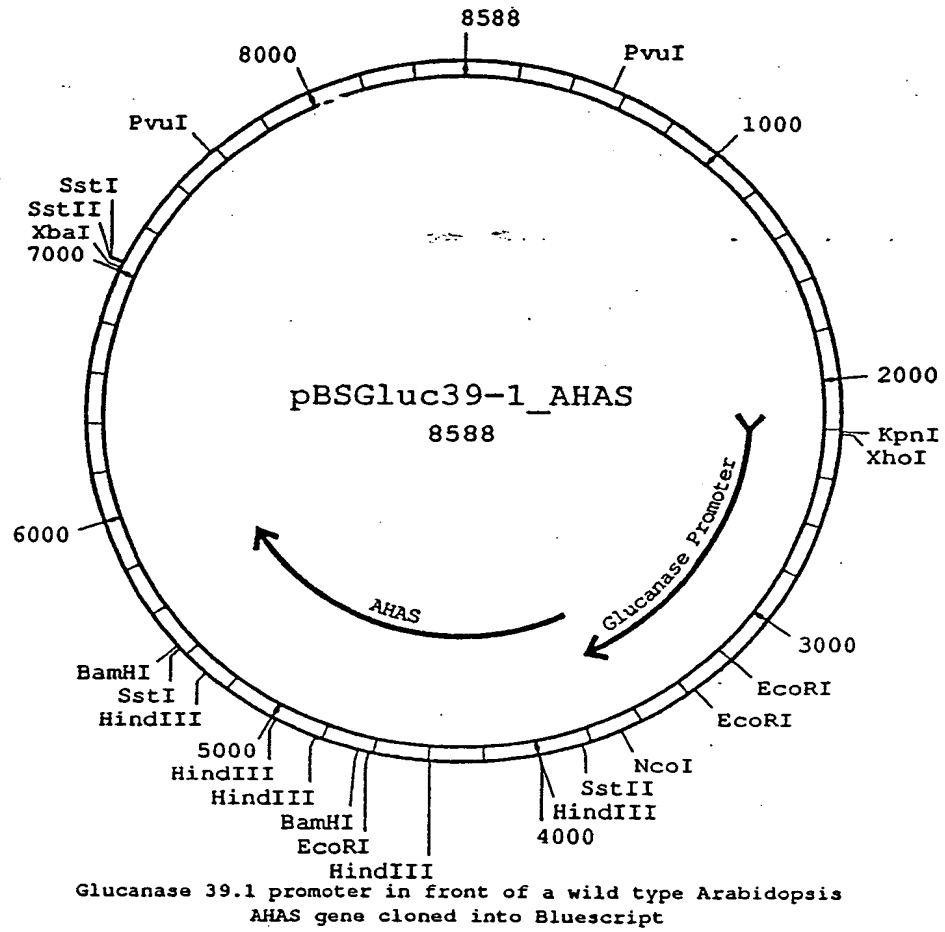 8588
PvuI
8000
PvuI
1000
SstI
SstII
XbaI
7000
2000
pBSGluc39-1_AHAS
8588
KpnI
XhoI
Glucanase Promoter
6000
AHAS
3000
BamHI
SstI
HindIII
EcoRI
EcoRI
5000
HindIII
HindIII
BamHI
EcoRI
HindIII
NcoI
SstII
HindIII
4000
Glucanase 39.1 promoter in front of a wild type Arabidopsis
AHAS gene cloned into Bluescript